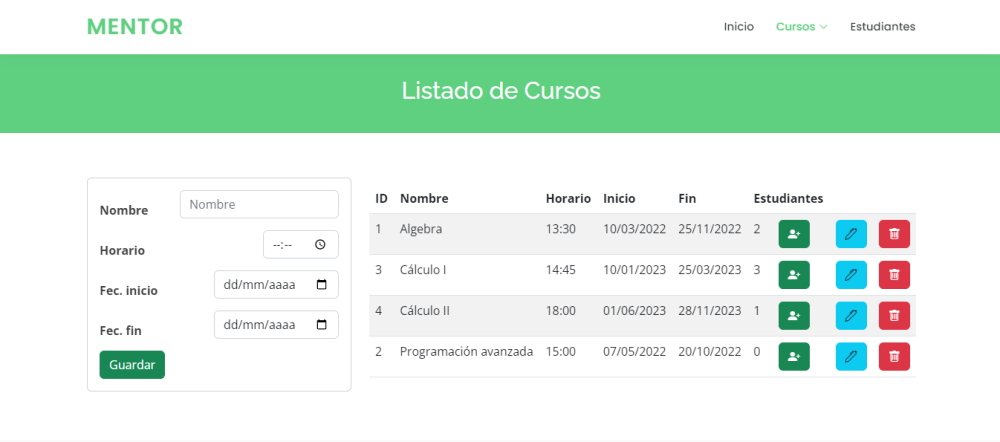 MENTOR
Inicio Cursos Estudiantes
Listado de Cursos
Nombre Nombre
Horario --:--
Fec. inicio dd/mm/aaaa
Fec. fin dd/mm/aaaa
Guardar
ID Nombre Horario Inicio Fin Estudiantes
1 Algebra 13:30 10/03/2022 25/11/2022 2
3 Cálculo I 14:45 10/01/2023 25/03/2023 3
4 Cálculo II 18:00 01/06/2023 28/11/2023 1
2 Programación avanzada 15:00 07/05/2022 20/10/2022 0